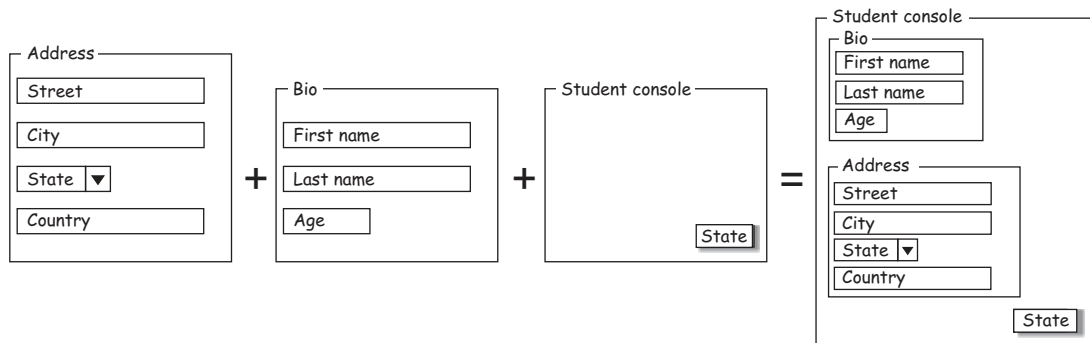 Address
Street
City
State
Country
+
Bio
First name
Last name
Age
+
Student console
State
=
Student console
Bio
First name
Last name
Age
Address
Street
City
State
Country
State